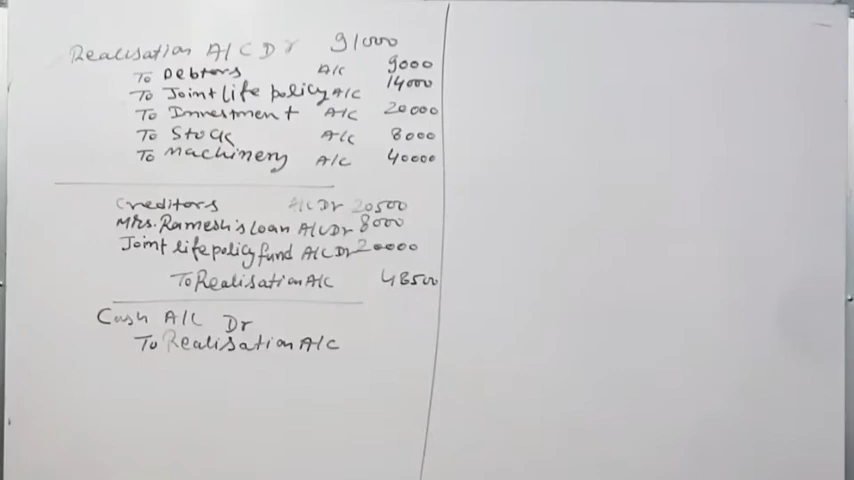 Realisation A/C Dr 91000
To Debtors A/c 9000
To Joint Life policy A/c 14000
To Investment A/c 20000
To Stock A/c 8000
To Machinery A/c 40000
Creditors A/C Dr 20500
Mrs. Ramesh's loan A/C Dr 8000
Joint life policy fund A/C Dr 20000
To Realisation A/C 48500
Cash A/C Dr
To Realisation A/c